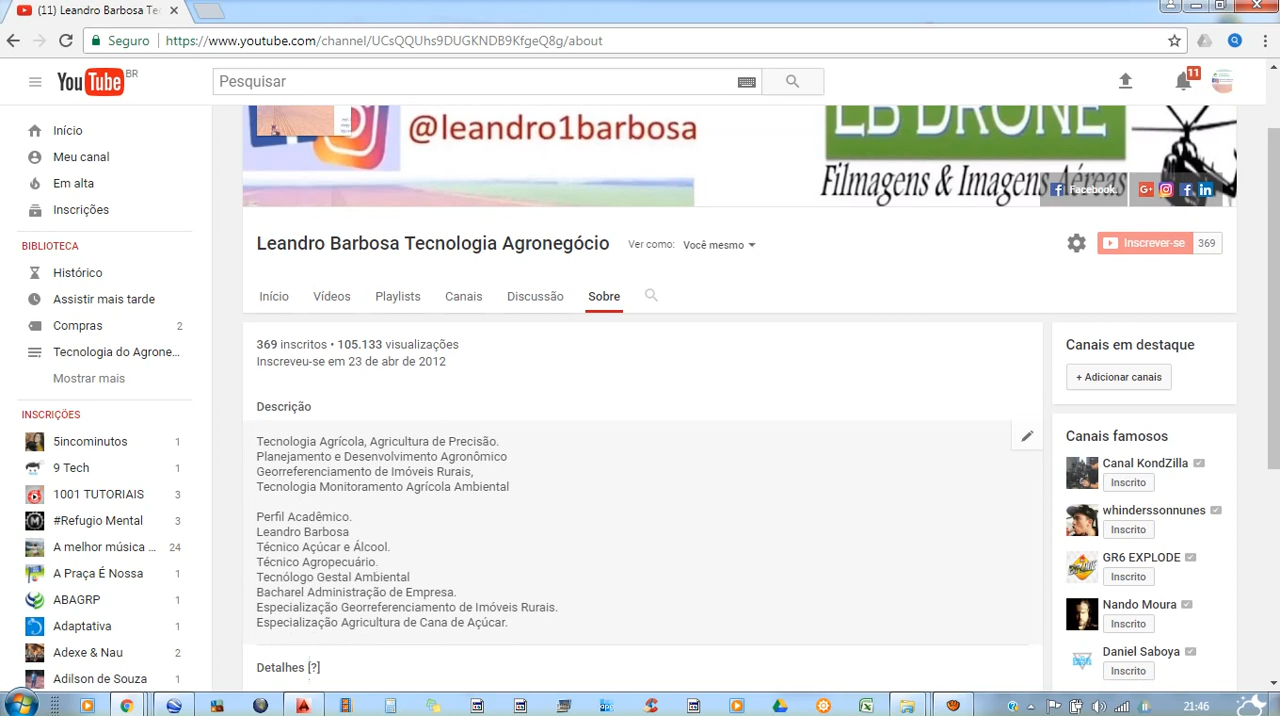 (11) Leandro Barbosa Tec
Seguro https://www.youtube.com/channel/UCsQQUhs9DUGKNDB9KfgeQ8g/about
YouTube BR
Pesquisar
11
@leandro1barbosa
LB DRONE
Filmagens & Imagens Aéreas
Facebook.
Início
Meu canal
Em alta
Inscrições
BIBLIOTECA
Histórico
Assistir mais tarde
Compras 2
Tecnologia do Agrone...
Mostrar mais
INSCRIÇÕES
5incominutos 1
9 Tech 1
1001 TUTORIAIS 3
#Refugio Mental 3
A melhor música ... 24
A Praça É Nossa 1
ABAGRP 1
Adaptativa 1
Adexe & Nau 2
Adilson de Souza 1
Leandro Barbosa Tecnologia Agronegócio Ver como: Você mesmo
Inscrever-se 369
Início Vídeos Playlists Canais Discussão Sobre
369 inscritos • 105.133 visualizações
Inscreveu-se em 23 de abr de 2012
Descrição
Tecnologia Agrícola, Agricultura de Precisão.
Planejamento e Desenvolvimento Agronômico
Georreferenciamento de Imóveis Rurais,
Tecnologia Monitoramento Agrícola Ambiental
Perfil Acadêmico.
Leandro Barbosa
Técnico Açúcar e Álcool.
Técnico Agropecuário.
Tecnólogo Gestal Ambiental
Bacharel Administração de Empresa.
Especialização Georreferenciamento de Imóveis Rurais.
Especialização Agricultura de Cana de Açúcar.
Detalhes [?]
Canais em destaque
+ Adicionar canais
Canais famosos
Canal KondZilla
Inscrito
whinderssonnunes
Inscrito
GR6 EXPLODE
Inscrito
Nando Moura
Inscrito
Daniel Saboya
Inscrito
21:46